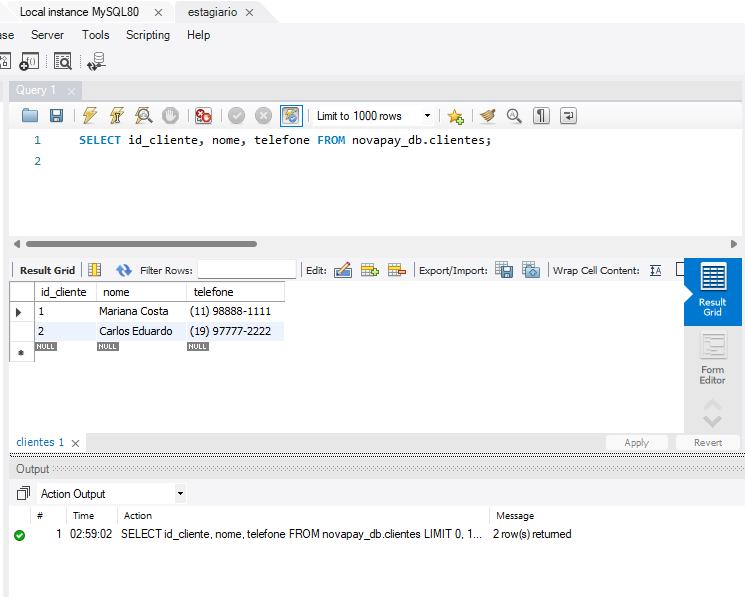 Local instance MySQL80 estagiario
ase Server Tools Scripting Help
Query 1
Limit to 1000 rows
1 SELECT id_cliente, nome, telefone FROM novapay_db.clientes;
2
Result Grid Filter Rows: Edit: Export/Import: Wrap Cell Content:
id_cliente nome telefone
1 Mariana Costa (11) 98888-1111
2 Carlos Eduardo (19) 97777-2222
NULL NULL NULL
Result
Grid
Form
Editor
clientes 1 Apply Revert
Output
Action Output
# Time Action Message
1 02:59:02 SELECT id_cliente, nome, telefone FROM novapay_db.clientes LIMIT 0, 1... 2 row(s) returned